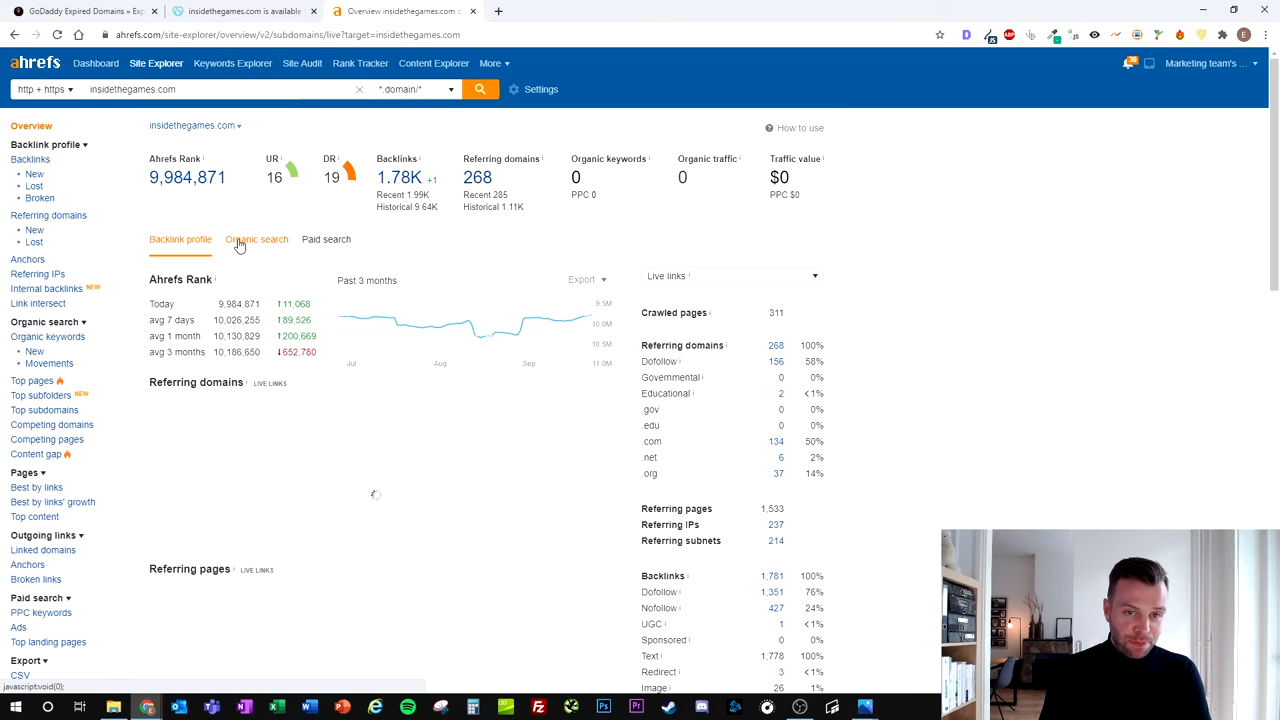 GoDaddy Expired Domains » Exp
insidethegames.com is available
Overview insidethegames.com on
ahrefs.com/site-explorer/overview/v2/subdomains/live?target=insidethegames.com
ahrefs Dashboard Site Explorer Keywords Explorer Site Audit Rank Tracker Content Explorer More Marketing team's ...
http + https insidethegames.com *.domain/* Settings
Overview
Backlink profile
Backlinks
New
Lost
Broken
Referring domains
New
Lost
Anchors
Referring IPs
Internal backlinks NEW
Link intersect
Organic search
Organic keywords
New
Movements
Top pages
Top subfolders NEW
Top subdomains
Competing domains
Competing pages
Content gap
Pages
Best by links
Best by links' growth
Top content
Outgoing links
Linked domains
Anchors
Broken links
Paid search
PPC keywords
Ads
Top landing pages
Export
CSV
javascript:void(0);
insidethegames.com How to use
Ahrefs Rank UR DR Backlinks Referring domains Organic keywords Organic traffic Traffic value
9,984,871 16 19 1.78K +1 268 0 0 $0
Recent 1.99K Recent 285 PPC 0 PPC $0
Historical 9.64K Historical 1.11K
Backlink profile Organic search Paid search
Ahrefs Rank Past 3 months Export
Today 9,984,871 ↑11,068
avg 7 days 10,026,255 ↑89,526
avg 1 month 10,130,829 ↑200,669
avg 3 months 10,186,650 ↓652,780
9.5M
10.0M
10.5M
11.0M
Jul Aug Sep
Referring domains LIVE LINKS
Referring pages LIVE LINKS
Live links
Crawled pages 311
Referring domains 268 100%
Dofollow 156 58%
Governmental 0 0%
Educational 2 <1%
.gov 0 0%
.edu 0 0%
.com 134 50%
.net 6 2%
.org 37 14%
Referring pages 1,533
Referring IPs 237
Referring subnets 214
Backlinks 1,781 100%
Dofollow 1,351 76%
Nofollow 427 24%
UGC 1 <1%
Sponsored 0 0%
Text 1,778 100%
Redirect 3 <1%
Image 26 1%